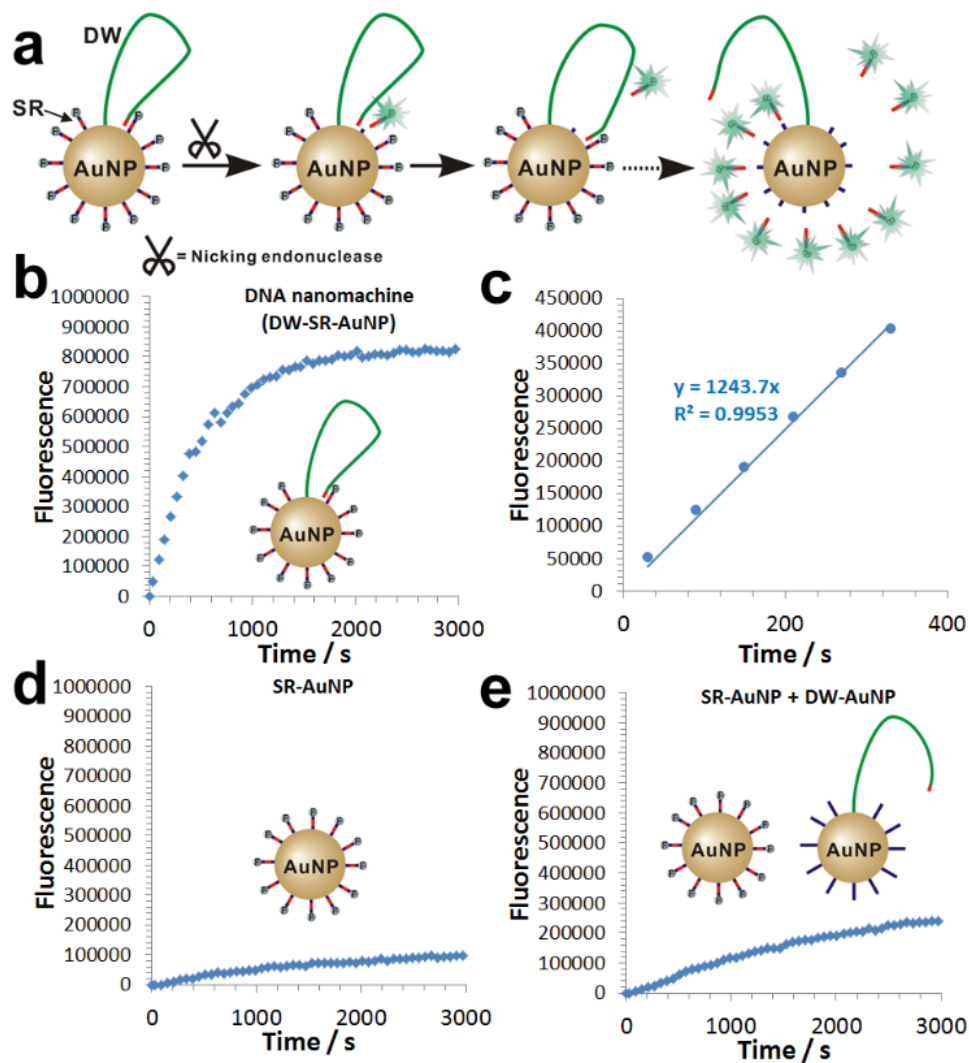 a
DW
SR
AuNP
AuNP
AuNP
AuNP
= Nicking endonuclease
b
DNA nanomachine
(DW-SR-AuNP)
Fluorescence
1000000
900000
800000
700000
600000
500000
400000
300000
200000
100000
0
AuNP
0 1000 2000 3000
Time / s
c
Fluorescence
450000
400000
350000
300000
250000
200000
150000
100000
50000
0
y = 1243.7x
R² = 0.9953
0 200 400
Time / s
d
SR-AuNP
Fluorescence
1000000
900000
800000
700000
600000
500000
400000
300000
200000
100000
0
AuNP
0 1000 2000 3000
Time / s
e
SR-AuNP + DW-AuNP
Fluorescence
1000000
900000
800000
700000
600000
500000
400000
300000
200000
100000
0
AuNP
AuNP
0 1000 2000 3000
Time / s